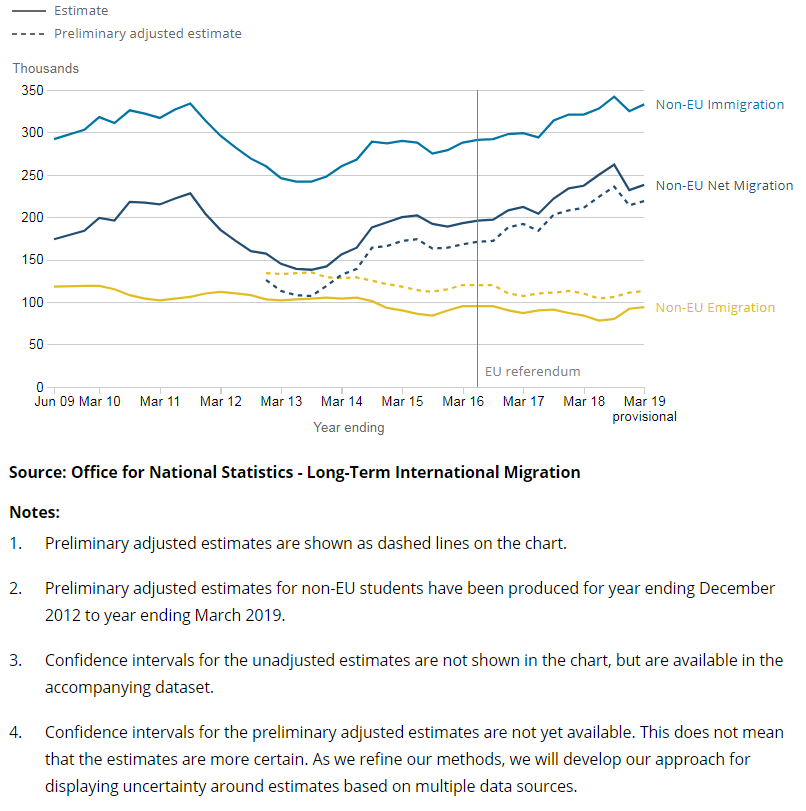 Estimate
Preliminary adjusted estimate
Thousands
350
300
250
200
150
100
50
0
Non-EU Immigration
Non-EU Net Migration
Non-EU Emigration
EU referendum
Jun 09 Mar 10 Mar 11 Mar 12 Mar 13 Mar 14 Mar 15 Mar 16 Mar 17 Mar 18 Mar 19
provisional
Year ending
Source: Office for National Statistics - Long-Term International Migration
Notes:
1. Preliminary adjusted estimates are shown as dashed lines on the chart.
2. Preliminary adjusted estimates for non-EU students have been produced for year ending December
2012 to year ending March 2019.
3. Confidence intervals for the unadjusted estimates are not shown in the chart, but are available in the
accompanying dataset.
4. Confidence intervals for the preliminary adjusted estimates are not yet available. This does not mean
that the estimates are more certain. As we refine our methods, we will develop our approach for
displaying uncertainty around estimates based on multiple data sources.